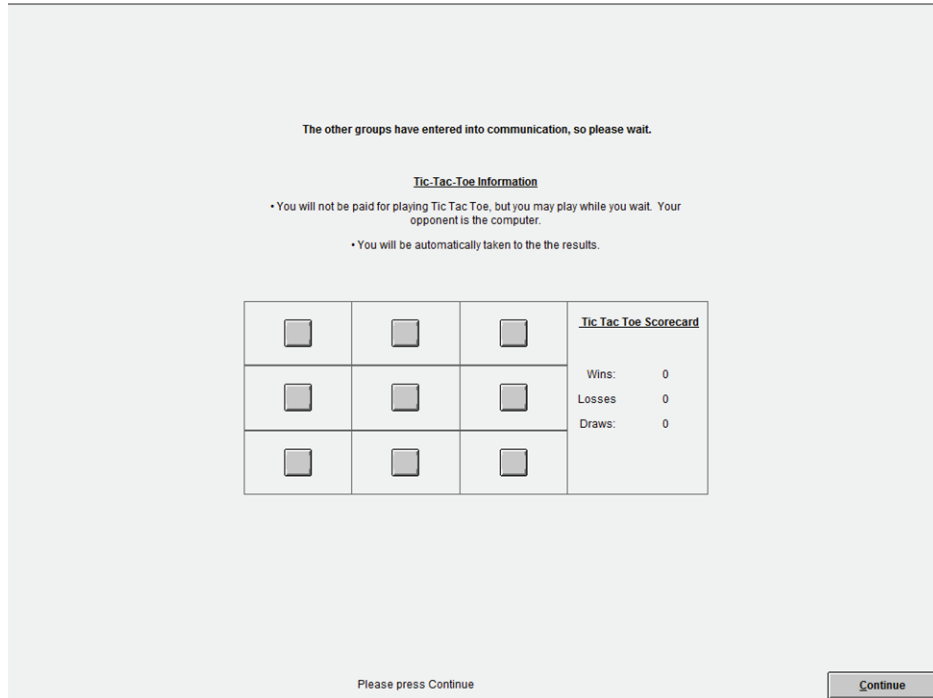 The other groups have entered into communication, so please wait.
Tic-Tac-Toe Information
• You will not be paid for playing Tic Tac Toe, but you may play while you wait. Your
opponent is the computer.
• You will be automatically taken to the the results.
Tic Tac Toe Scorecard
Wins: 0
Losses 0
Draws: 0
Please press Continue
Continue